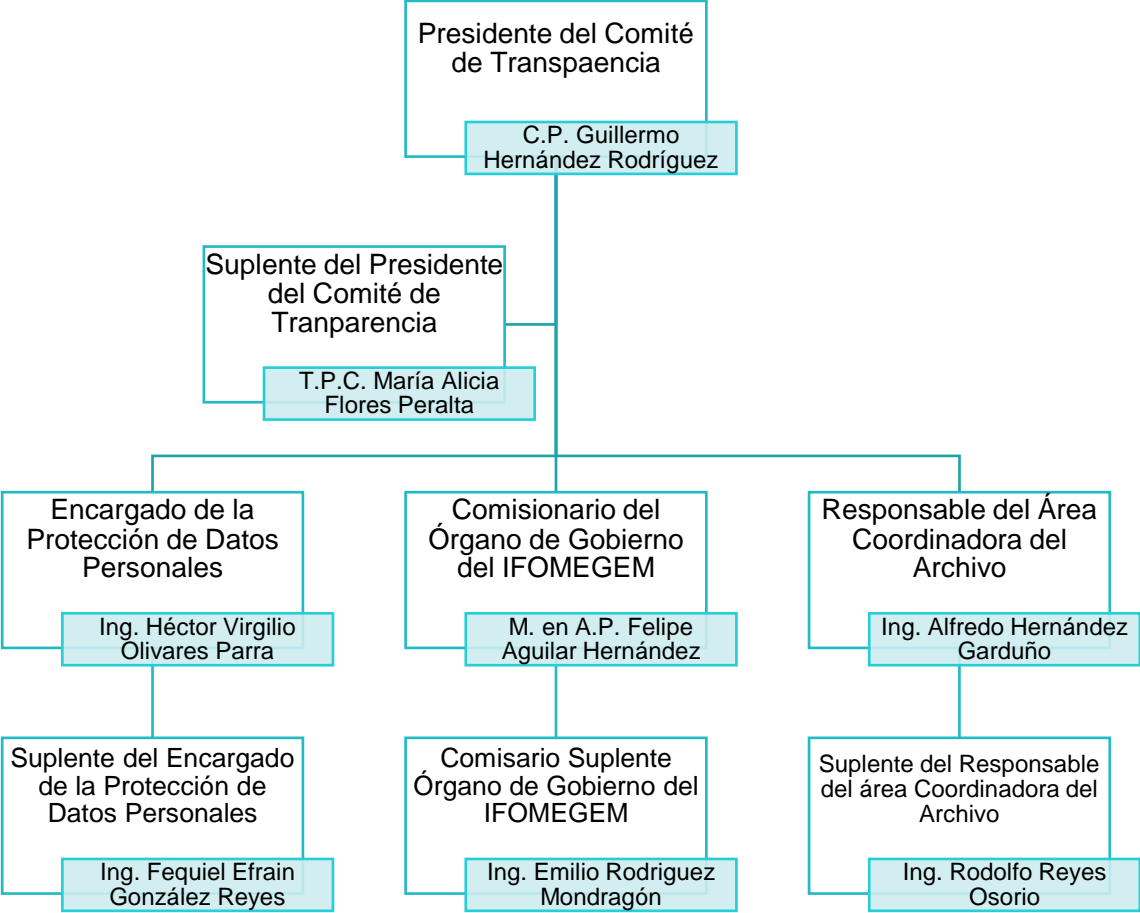 Presidente del Comité
de Transpaencia
C.P. Guillermo
Hernández Rodríguez
Suplente del Presidente
del Comité de
Tranparencia
T.P.C. María Alicia
Flores Peralta
Encargado de la
Protección de Datos
Personales
Ing. Héctor Virgilio
Olivares Parra
Comisionario del
Órgano de Gobierno
del IFOMEGEM
M. en A.P. Felipe
Aguilar Hernández
Responsable del Área
Coordinadora del
Archivo
Ing. Alfredo Hernández
Garduño
Suplente del Encargado
de la Protección de
Datos Personales
Ing. Fequiel Efrain
González Reyes
Comisario Suplente
Órgano de Gobierno del
IFOMEGEM
Ing. Emilio Rodriguez
Mondragón
Suplente del Responsable
del área Coordinadora del
Archivo
Ing. Rodolfo Reyes
Osorio